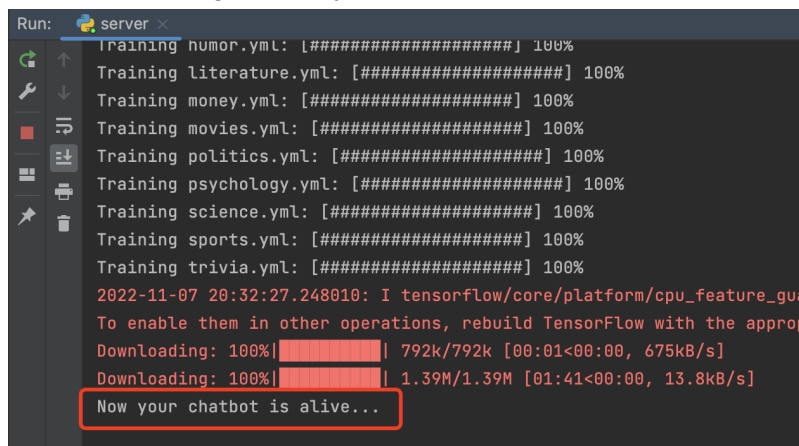 Run: server
Training humor.yml: [####################] 100%
Training literature.yml: [####################] 100%
Training money.yml: [####################] 100%
Training movies.yml: [####################] 100%
Training politics.yml: [####################] 100%
Training psychology.yml: [####################] 100%
Training science.yml: [####################] 100%
Training sports.yml: [####################] 100%
Training trivia.yml: [####################] 100%
2022-11-07 20:32:27.248010: I tensorflow/core/platform/cpu_feature_gua
To enable them in other operations, rebuild TensorFlow with the approp
Downloading: 100%|██████████| 792k/792k [00:01<00:00, 675kB/s]
Downloading: 100%|██████████| 1.39M/1.39M [01:41<00:00, 13.8kB/s]
Now your chatbot is alive...